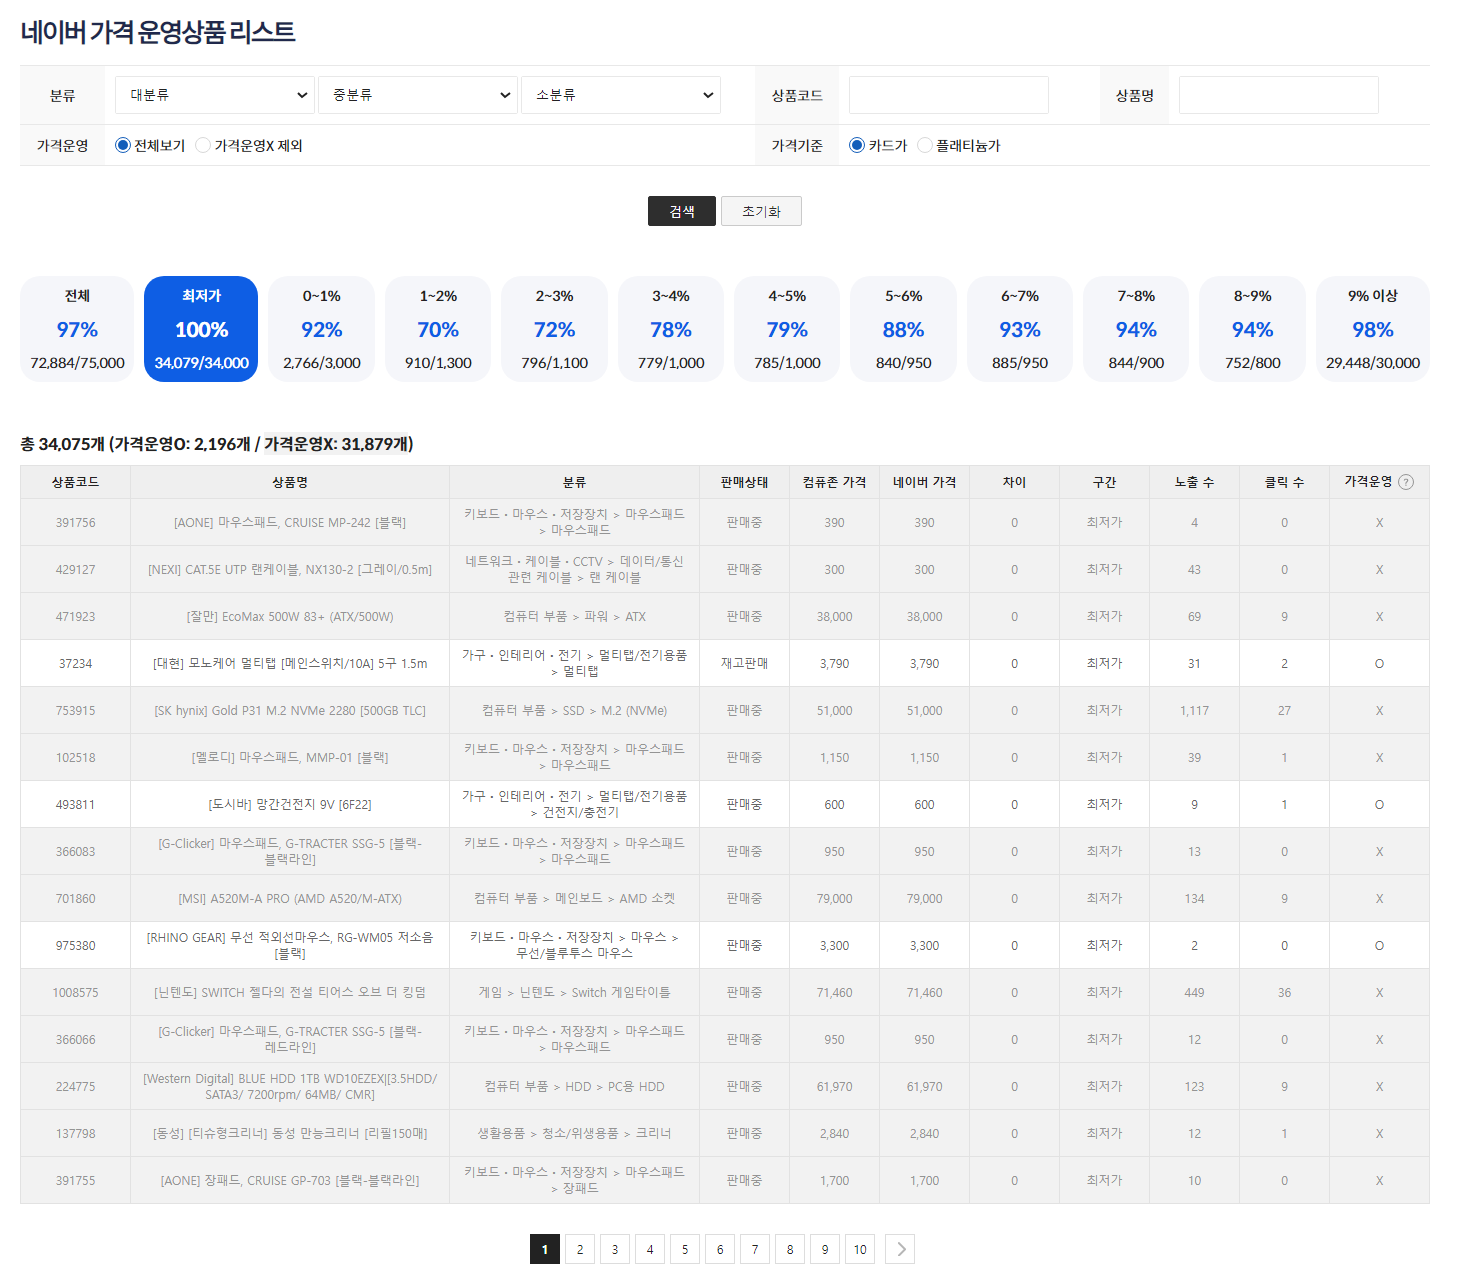 네이버 가격 운영상품 리스트
분류 대분류 중분류 소분류 상품코드 상품명
가격운영 전체보기 가격운영X 제외 가격기준 카드가 플래티늄가
검색 초기화
전체 최저가 0~1% 1~2% 2~3% 3~4% 4~5% 5~6% 6~7% 7~8% 8~9% 9% 이상
97% 100% 92% 70% 72% 78% 79% 88% 93% 94% 94% 98%
72,884/75,000 34,079/34,000 2,766/3,000 910/1,300 796/1,100 779/1,000 785/1,000 840/950 885/950 844/900 752/800 29,448/30,000
총 34,075개 (가격운영O: 2,196개 / 가격운영X: 31,879개)
상품코드 상품명 분류 판매상태 컴퓨존 가격 네이버 가격 차이 구간 노출 수 클릭 수 가격운영 ?
391756 [AONE] 마우스패드, CRUISE MP-242 [블랙] 키보드・마우스・저장장치 > 마우스패드
> 마우스패드 판매중 390 390 0 최저가 4 0 X
429127 [NEXI] CAT.5E UTP 랜케이블, NX130-2 [그레이/0.5m] 네트워크・케이블・CCTV > 데이터/통신
관련 케이블 > 랜 케이블 판매중 300 300 0 최저가 43 0 X
471923 [잘만] EcoMax 500W 83+ (ATX/500W) 컴퓨터 부품 > 파워 > ATX 판매중 38,000 38,000 0 최저가 69 9 X
37234 [대현] 모노케어 멀티탭 [메인스위치/10A] 5구 1.5m 가구・인테리어・전기 > 멀티탭/전기용품
> 멀티탭 재고판매 3,790 3,790 0 최저가 31 2 O
753915 [SK hynix] Gold P31 M.2 NVMe 2280 [500GB TLC] 컴퓨터 부품 > SSD > M.2 (NVMe) 판매중 51,000 51,000 0 최저가 1,117 27 X
102518 [멜로디] 마우스패드, MMP-01 [블랙] 키보드・마우스・저장장치 > 마우스패드
> 마우스패드 판매중 1,150 1,150 0 최저가 39 1 X
493811 [도시바] 망간건전지 9V [6F22] 가구・인테리어・전기 > 멀티탭/전기용품
> 건전지/충전기 판매중 600 600 0 최저가 9 1 O
366083 [G-Clicker] 마우스패드, G-TRACTER SSG-5 [블랙- 키보드・마우스・저장장치 > 마우스패드
블랙라인] > 마우스패드 판매중 950 950 0 최저가 13 0 X
701860 [MSI] A520M-A PRO (AMD A520/M-ATX) 컴퓨터 부품 > 메인보드 > AMD 소켓 판매중 79,000 79,000 0 최저가 134 9 X
975380 [RHINO GEAR] 무선 적외선마우스, RG-WM05 저소음 키보드・마우스・저장장치 > 마우스 >
[블랙] 무선/블루투스 마우스 판매중 3,300 3,300 0 최저가 2 0 O
1008575 [닌텐도] SWITCH 젤다의 전설 티어스 오브 더 킹덤 게임 > 닌텐도 > Switch 게임타이틀 판매중 71,460 71,460 0 최저가 449 36 X
366066 [G-Clicker] 마우스패드, G-TRACTER SSG-5 [블랙- 키보드・마우스・저장장치 > 마우스패드
레드라인] > 마우스패드 판매중 950 950 0 최저가 12 0 X
224775 [Western Digital] BLUE HDD 1TB WD10EZEX|[3.5HDD/
SATA3/ 7200rpm/ 64MB/ CMR] 컴퓨터 부품 > HDD > PC용 HDD 판매중 61,970 61,970 0 최저가 123 9 X
137798 [동성] [티슈형크리너] 동성 만능크리너 [리필150매] 생활용품 > 청소/위생용품 > 크리너 판매중 2,840 2,840 0 최저가 12 1 X
391755 [AONE] 장패드, CRUISE GP-703 [블랙-블랙라인] 키보드・마우스・저장장치 > 마우스패드
> 장패드 판매중 1,700 1,700 0 최저가 10 0 X
1 2 3 4 5 6 7 8 9 10